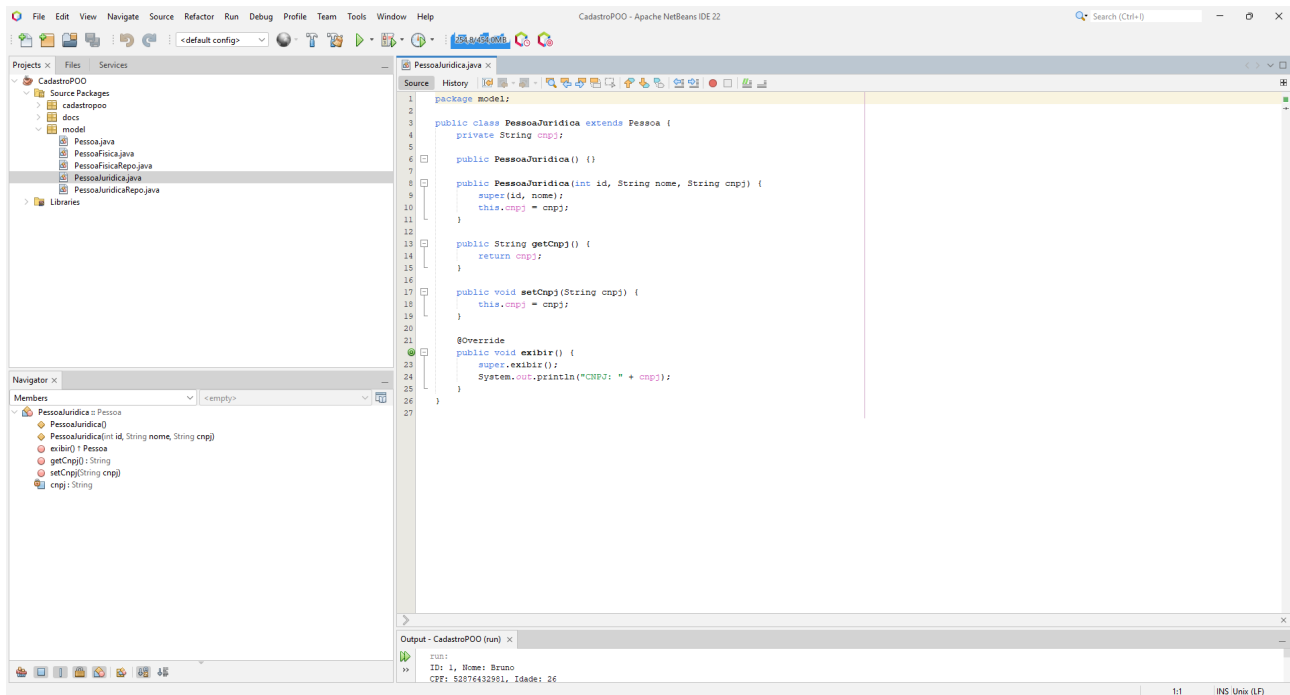 File Edit View Navigate Source Refactor Run Debug Profile Team Tools Window Help
CadastroPOO - Apache NetBeans IDE 22
Search (Ctrl+I)
<default config>
Projects Files Services
CadastroPOO
Source Packages
cadastropoo
docs
model
Pessoa.java
PessoaFisica.java
PessoaFisicaRepo.java
PessoaJuridica.java
PessoaJuridicaRepo.java
Libraries
Navigator
Members <empty>
PessoaJuridica :: Pessoa
PessoaJuridica()
PessoaJuridica(int id, String nome, String cnpj)
exibir() ↑ Pessoa
getCnpj() : String
setCnpj(String cnpj)
cnpj : String
PessoaJuridica.java
Source History
1 package model;
2
3 public class PessoaJuridica extends Pessoa {
4 private String cnpj;
5
6 public PessoaJuridica() {}
7
8 public PessoaJuridica(int id, String nome, String cnpj) {
9 super(id, nome);
10 this.cnpj = cnpj;
11 }
12
13 public String getCnpj() {
14 return cnpj;
15 }
16
17 public void setCnpj(String cnpj) {
18 this.cnpj = cnpj;
19 }
20
21 @Override
public void exibir() {
23 super.exibir();
24 System.out.println("CNPJ: " + cnpj);
25 }
26 }
27
Output - CadastroPOO (run)
run:
ID: 1, Nome: Bruno
CPF: 52876432981, Idade: 26
1:1 INS Unix (LF)